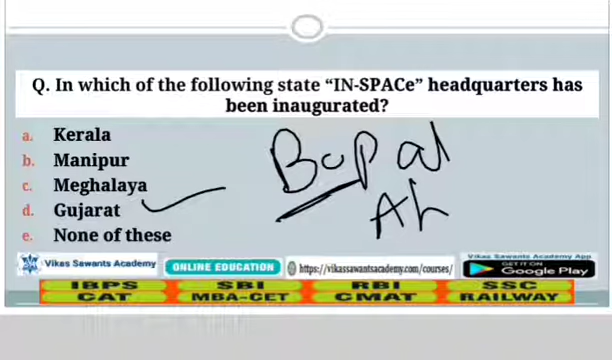 Q. In which of the following state “IN-SPACe” headquarters has
been inaugurated?
a. Kerala
b. Manipur
c. Meghalaya
d. Gujarat
e. None of these
Bopal
Ah
Vikas Sawants Academy
ONLINE EDUCATION
https://vikassawantsacademy.com/courses/
Vikas Sawants Academy App
GET IT ON
Google Play
IBPS SBI RBI SSC
CAT MBA-CET CMAT RAILWAY